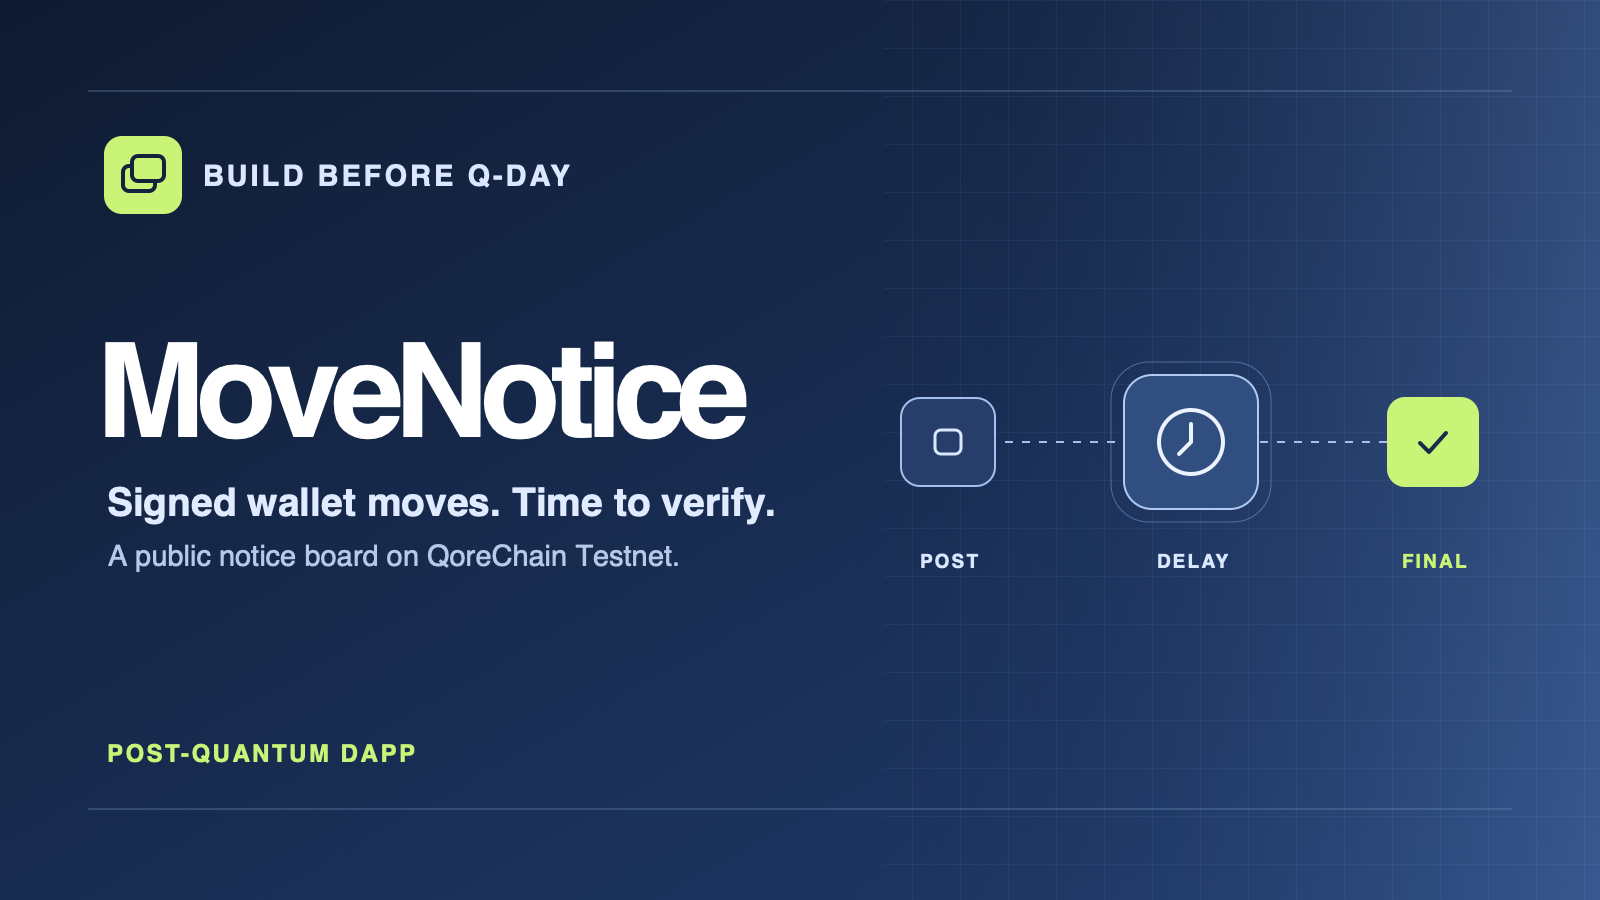 BUILD BEFORE Q-DAY
MoveNotice
Signed wallet moves. Time to verify.
A public notice board on QoreChain Testnet.
POST
DELAY
FINAL
POST-QUANTUM DAPP